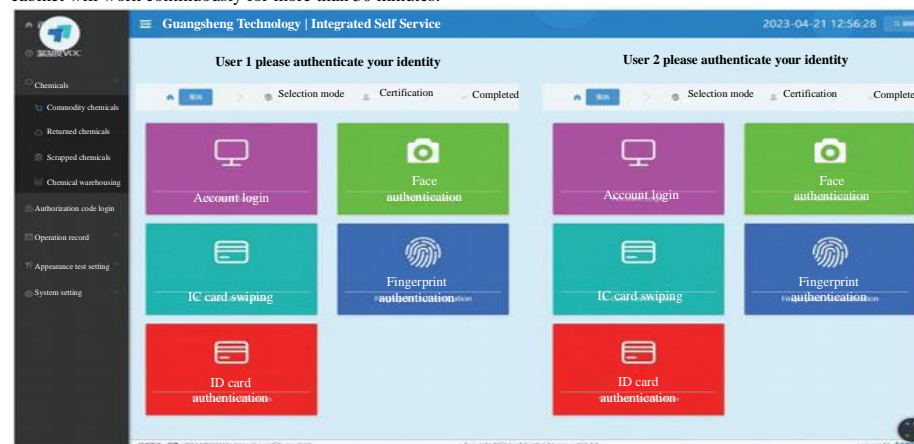 cabinet will work continuously for more than 30 minutes.
Guangsheng Technology | Integrated Self Service
2023-04-21 12:56:28
VOC
Chemicals
Commodity chemicals
Returned chemicals
Scrapped chemicals
Chemical warehousing
Authorization code login
Operation record
Appearance test setting
System setting
User 1 please authenticate your identity
Selection mode
Certification
Completed
Account login
Face
authentication
IC card swiping
Fingerprint
authentication
ID card
authentication
User 2 please authenticate your identity
Selection mode
Certification
Complete
Account login
Face
authentication
IC card swiping
Fingerprint
authentication
ID card
authentication